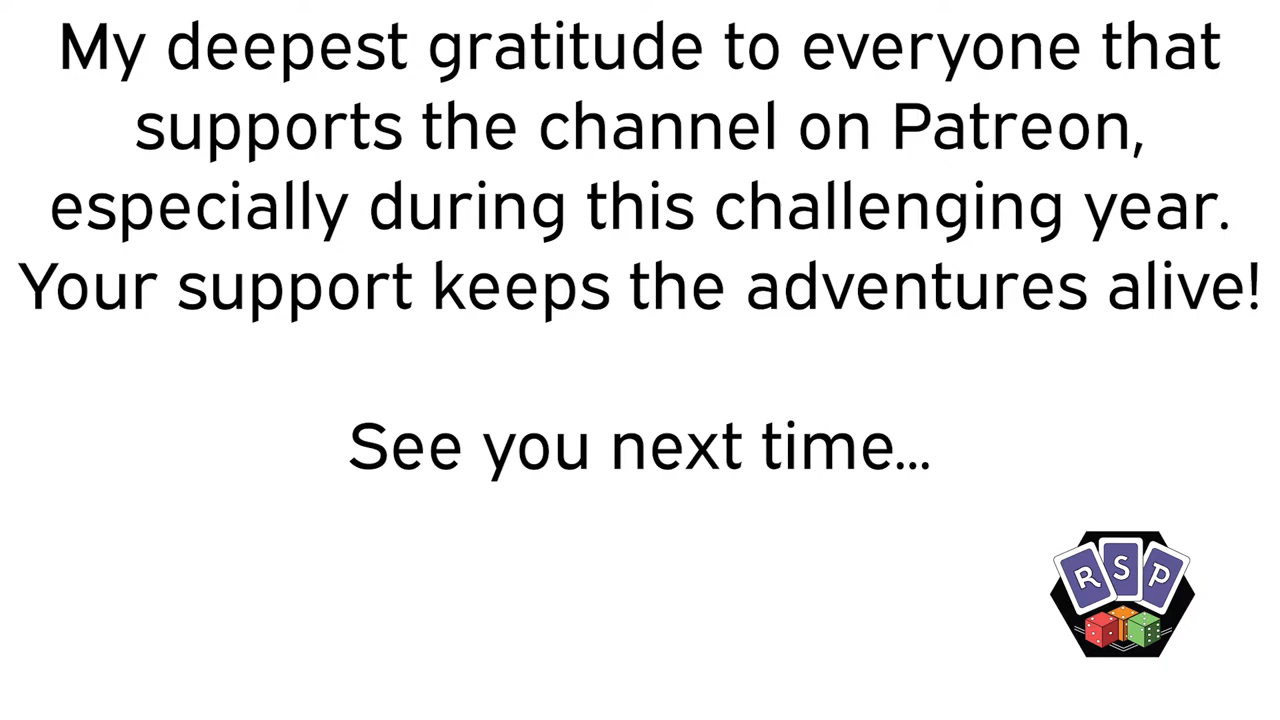 My deepest gratitude to everyone that
supports the channel on Patreon,
especially during this challenging year.
Your support keeps the adventures alive!
See you next time...
R S P